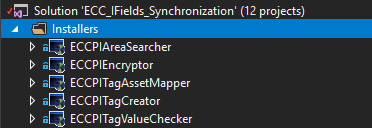 Solution 'ECC_IFields_Synchronization' (12 projects)
Installers
ECCPIAreaSearcher
ECCPIEncryptor
ECCPITagAssetMapper
ECCPITagCreator
ECCPITagValueChecker